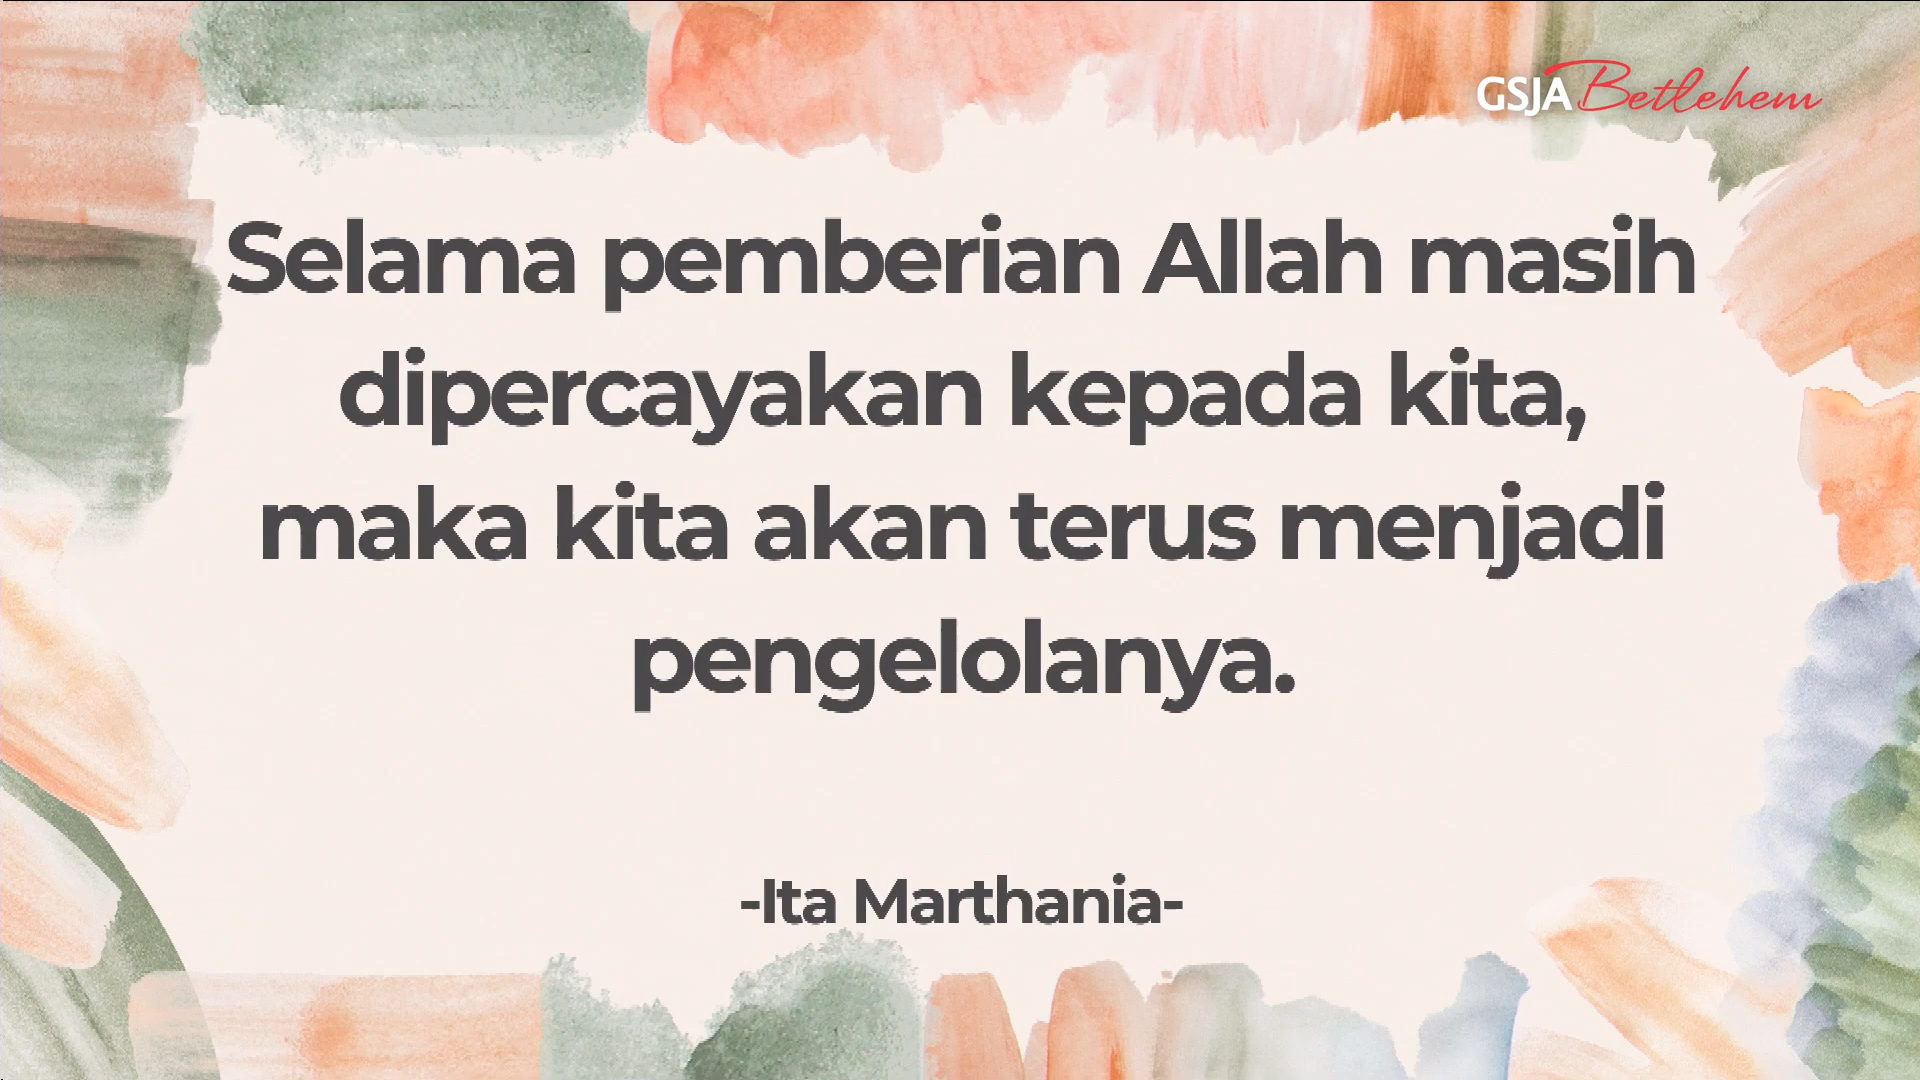 GSJA Betlehem
Selama pemberian Allah masih
dipercayakan kepada kita,
maka kita akan terus menjadi
pengelolanya.
-Ita Marthania-